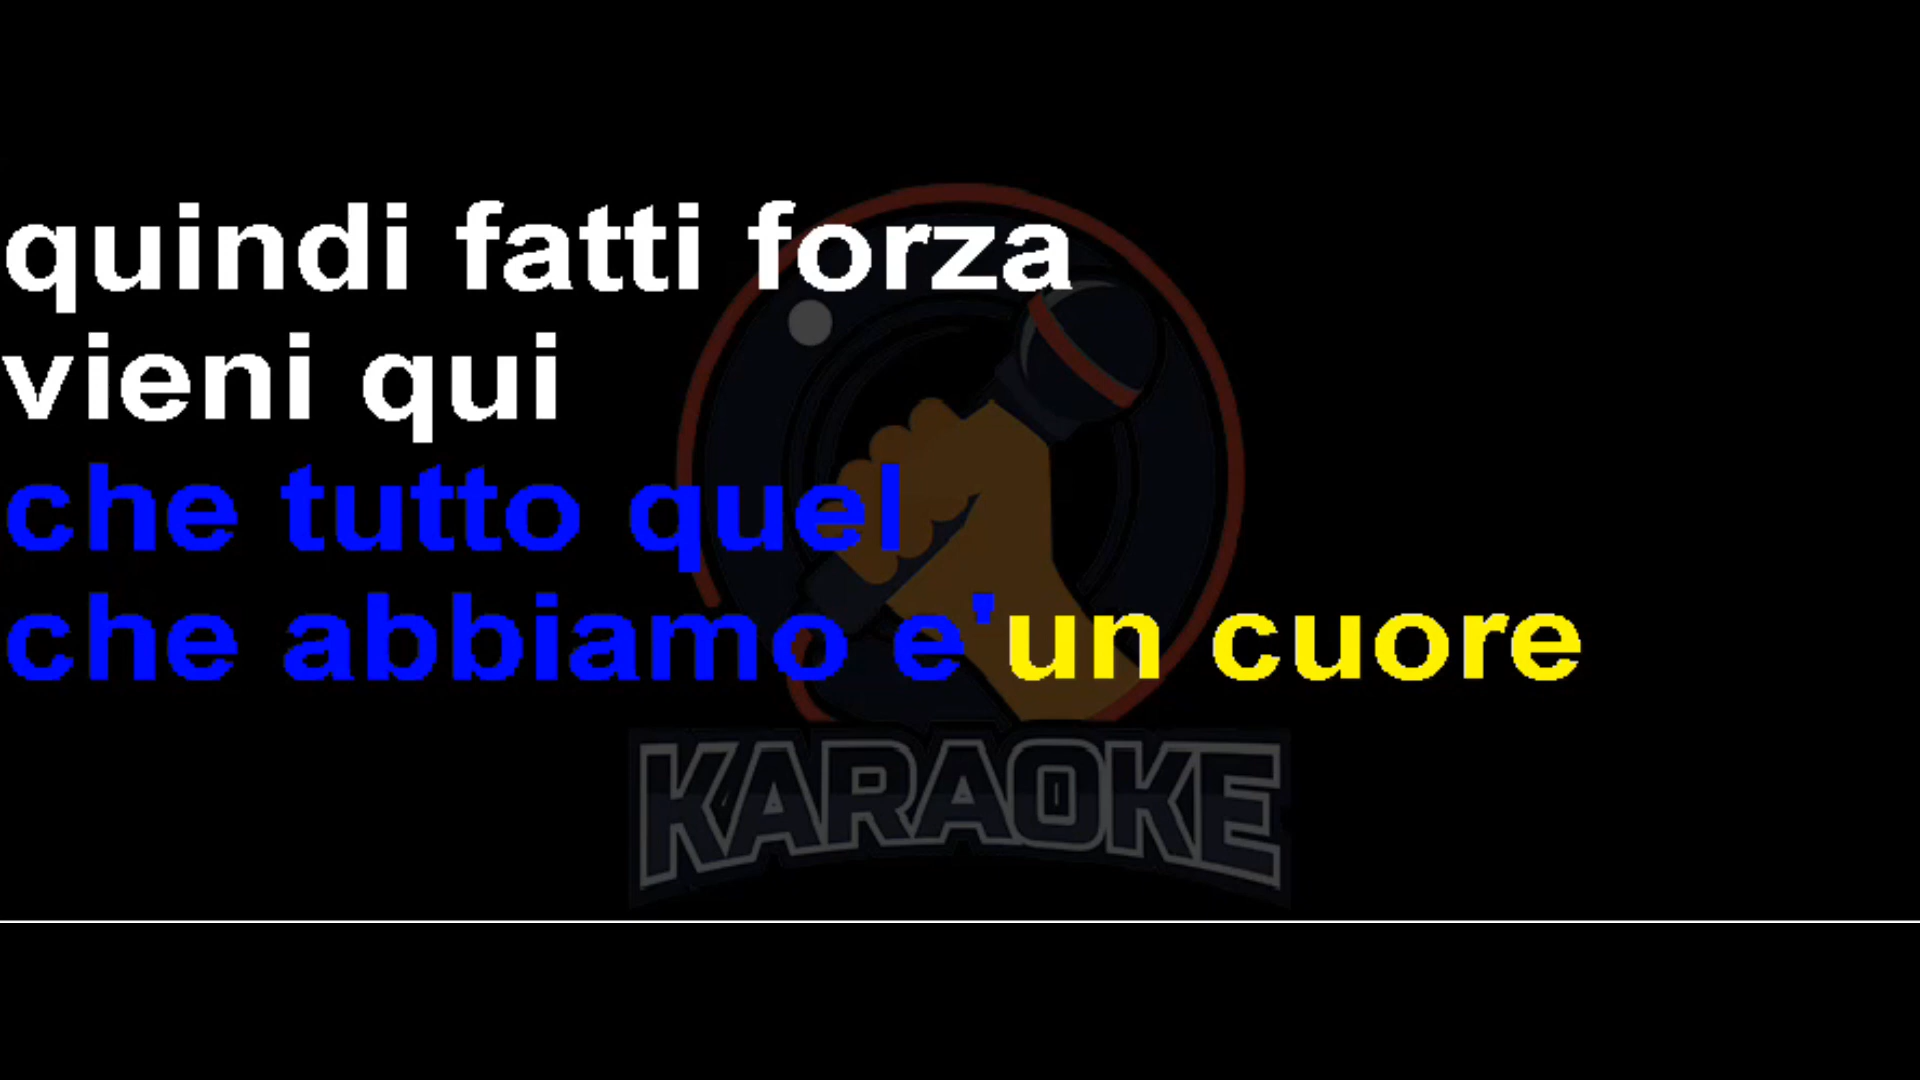 quindi fatti forza
vieni qui
che tutto quel
che abbiamo e'un cuore
KARAOKE